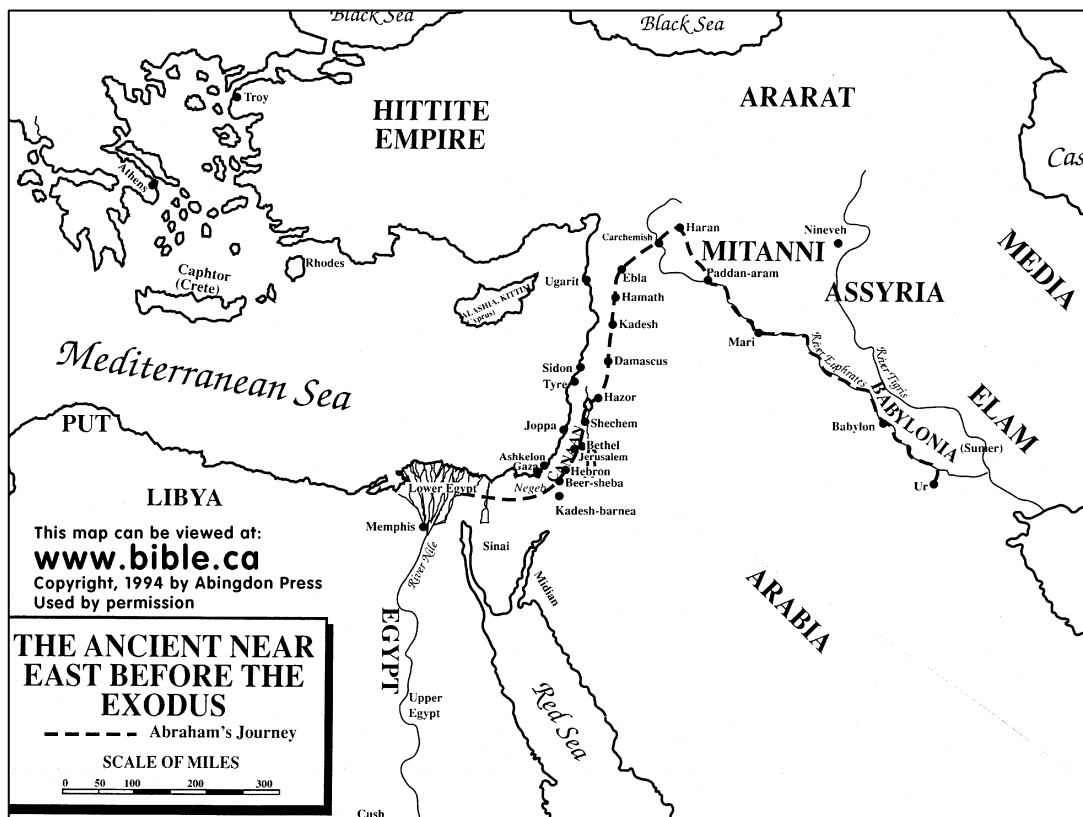 Black Sea
Black Sea
Troy
HITTITE
EMPIRE
ARARAT
Cas
Athens
Carchemish
Haran
Nineveh
MITANNI
MEDIA
Rhodes
Caphtor
(Crete)
Ugarit
Ebla
Paddan-aram
ALASHIA, KITTIM
Cyprus)
Hamath
ASSYRIA
Kadesh
Mari
Mediterranean Sea
Sidon
Damascus
River Euphrates
River Tigris
Tyre
Hazor
ELAM
BABYLONIA
PUT
Joppa
Shechem
Babylon
(Sumer)
CANAAN
Bethel
Jerusalem
Ashkelon
Gaza
Hebron
Lower Egypt
Negeb
Beer-sheba
Ur
LIBYA
Kadesh-barnea
Memphis
This map can be viewed at:
www.bible.ca
Copyright, 1994 by Abingdon Press
Used by permission
River Nile
Sinai
Midian
ARABIA
EGYPT
THE ANCIENT NEAR
EAST BEFORE THE
EXODUS
Abraham's Journey
SCALE OF MILES
0 50 100 200 300
Upper
Egypt
Red Sea
Cush